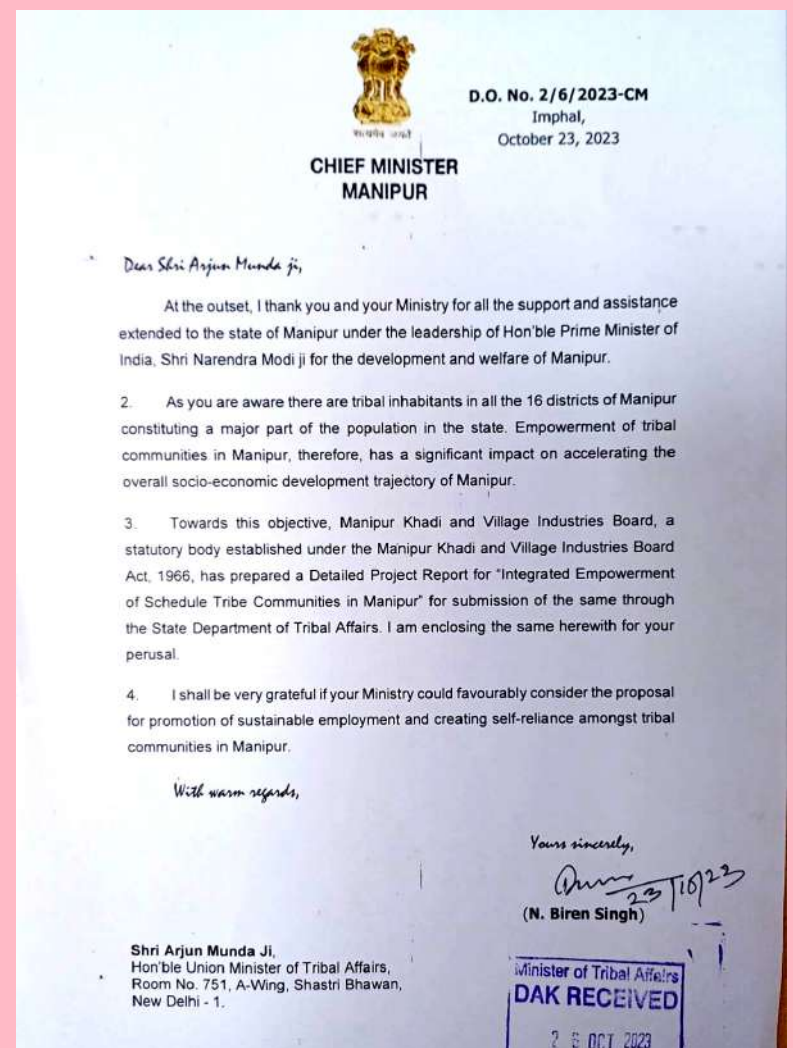 D.O. No. 2/6/2023-CM
Imphal,
October 23, 2023
सत्यमेव जयते
CHIEF MINISTER
MANIPUR
Dear Shri Arjun Munda ji,
At the outset, I thank you and your Ministry for all the support and assistance
extended to the state of Manipur under the leadership of Hon'ble Prime Minister of
India, Shri Narendra Modi ji for the development and welfare of Manipur.
2. As you are aware there are tribal inhabitants in all the 16 districts of Manipur
constituting a major part of the population in the state. Empowerment of tribal
communities in Manipur, therefore, has a significant impact on accelerating the
overall socio-economic development trajectory of Manipur.
3. Towards this objective, Manipur Khadi and Village Industries Board, a
statutory body established under the Manipur Khadi and Village Industries Board
Act, 1966, has prepared a Detailed Project Report for "Integrated Empowerment
of Schedule Tribe Communities in Manipur" for submission of the same through
the State Department of Tribal Affairs. I am enclosing the same herewith for your
perusal.
4. I shall be very grateful if your Ministry could favourably consider the proposal
for promotion of sustainable employment and creating self-reliance amongst tribal
communities in Manipur.
With warm regards,
Yours sincerely,
23/10/23
(N. Biren Singh)
Shri Arjun Munda Ji,
Hon'ble Union Minister of Tribal Affairs,
Room No. 751, A-Wing, Shastri Bhawan,
New Delhi - 1.
Minister of Tribal Affairs
DAK RECEIVED
OCT 2023